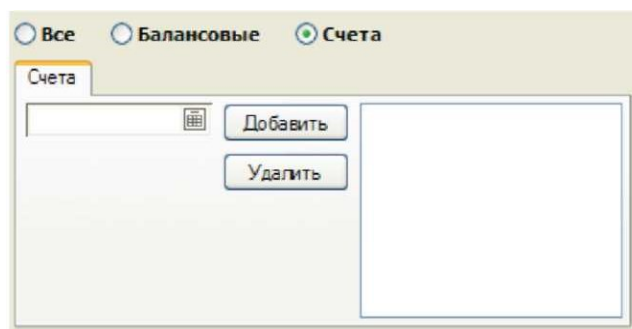 Все Балансовые Счета
Счета
Добавить
Удалить